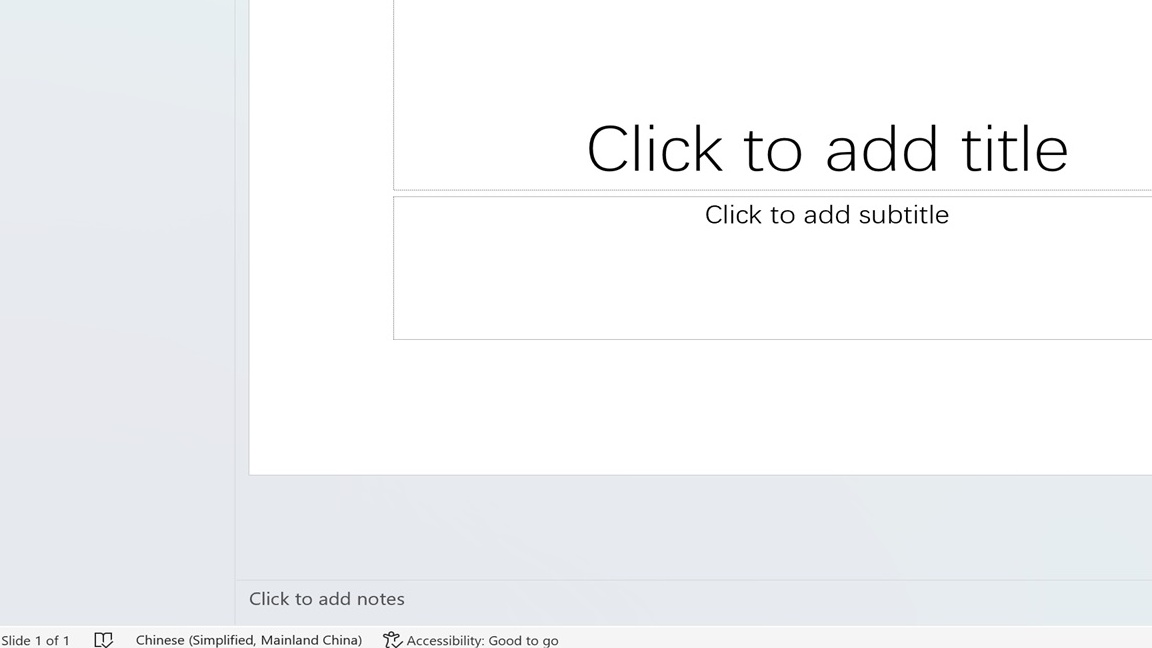 Click to add title
Click to add subtitle
Click to add notes
Slide 1 of 1 Chinese (Simplified, Mainland China) Accessibility: Good to go